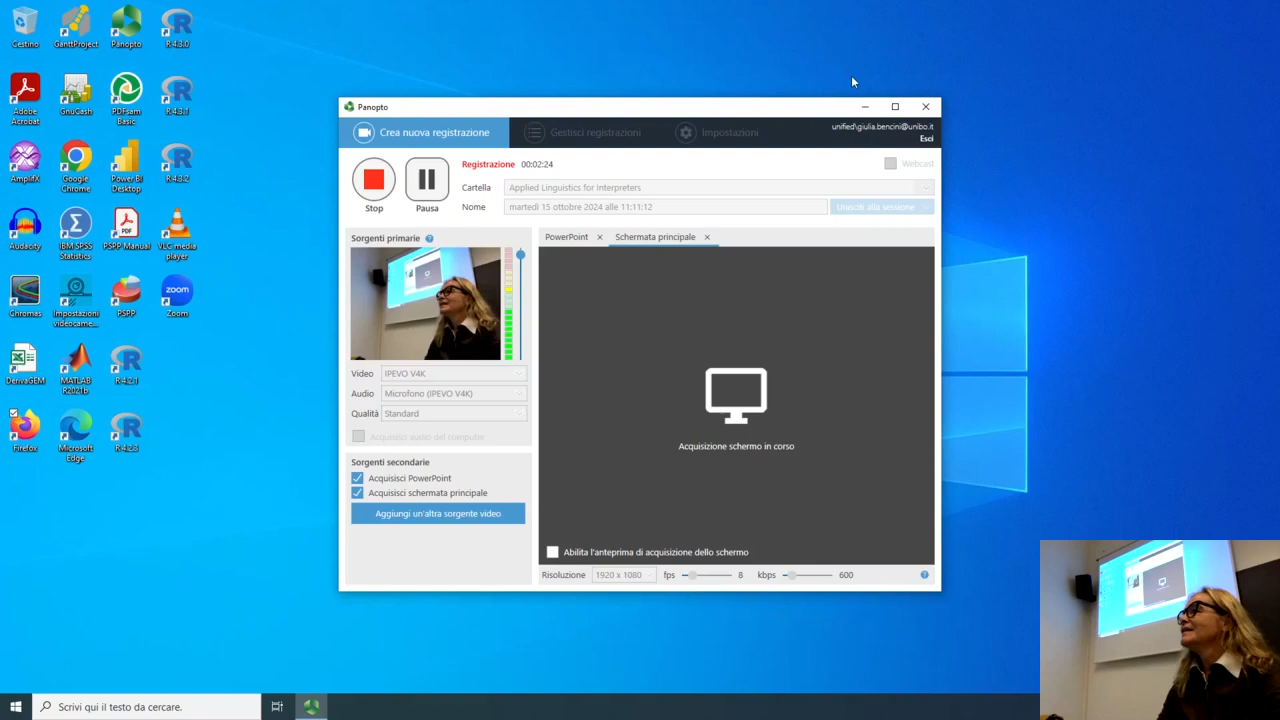 Cestino
GanttProject
Panopto
R 4.3.0
Adobe
Acrobat
GnuCash
PDFsam
Basic
R 4.3.1
AmplifX
Google
Chrome
Power BI
Desktop
R 4.3.2
Audacity
IBM SPSS
Statistics
PSPP Manual
VLC media
player
Chromas
Impostazioni
videocame...
PSPP
zoom
Zoom
DerivaGEM
MATLAB
R2021b
R 4.2.1
Firefox
Microsoft
Edge
R 4.2.3
Panopto
Crea nuova registrazione
Gestisci registrazioni
Impostazioni
unified\giulia.bencini@unibo.it
Esci
Registrazione 00:02:24
Webcast
Cartella Applied Linguistics for Interpreters
Nome martedì 15 ottobre 2024 alle 11:11:12
Unisciti alla sessione
Stop
Pausa
Sorgenti primarie
Video IPEVO V4K
Audio Microfono (IPEVO V4K)
Qualità Standard
Acquisisci audio del computer
Sorgenti secondarie
Acquisisci PowerPoint
Acquisisci schermata principale
Aggiungi un'altra sorgente video
PowerPoint
Schermata principale
Acquisizione schermo in corso
Abilita l'anteprima di acquisizione dello schermo
Risoluzione 1920 x 1080 fps 8 kbps 600
Scrivi qui il testo da cercare.